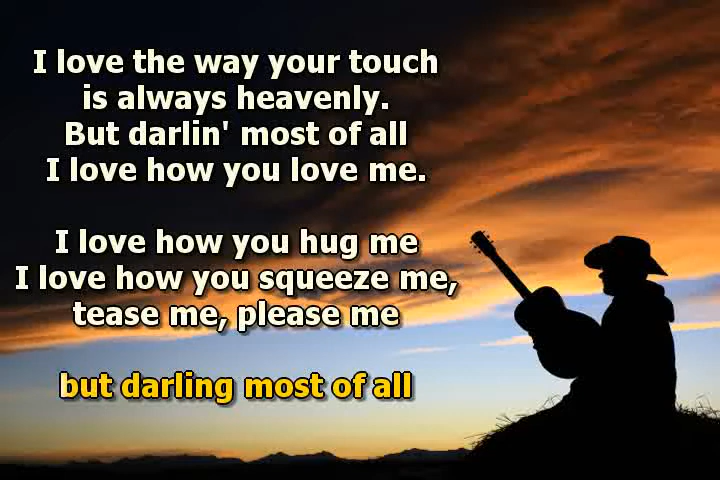 I love the way your touch
is always heavenly.
But darlin' most of all
I love how you love me.
I love how you hug me
I love how you squeeze me,
tease me, please me
but darling most of all